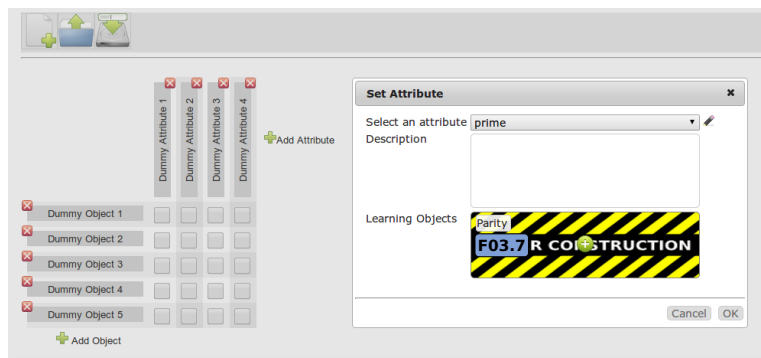 Dummy Attribute 1
Dummy Attribute 2
Dummy Attribute 3
Dummy Attribute 4
Add Attribute
Dummy Object 1
Dummy Object 2
Dummy Object 3
Dummy Object 4
Dummy Object 5
Add Object
Set Attribute
Select an attribute prime
Description
Learning Objects
Parity
F03.7 R CO STRUCTION
Cancel OK